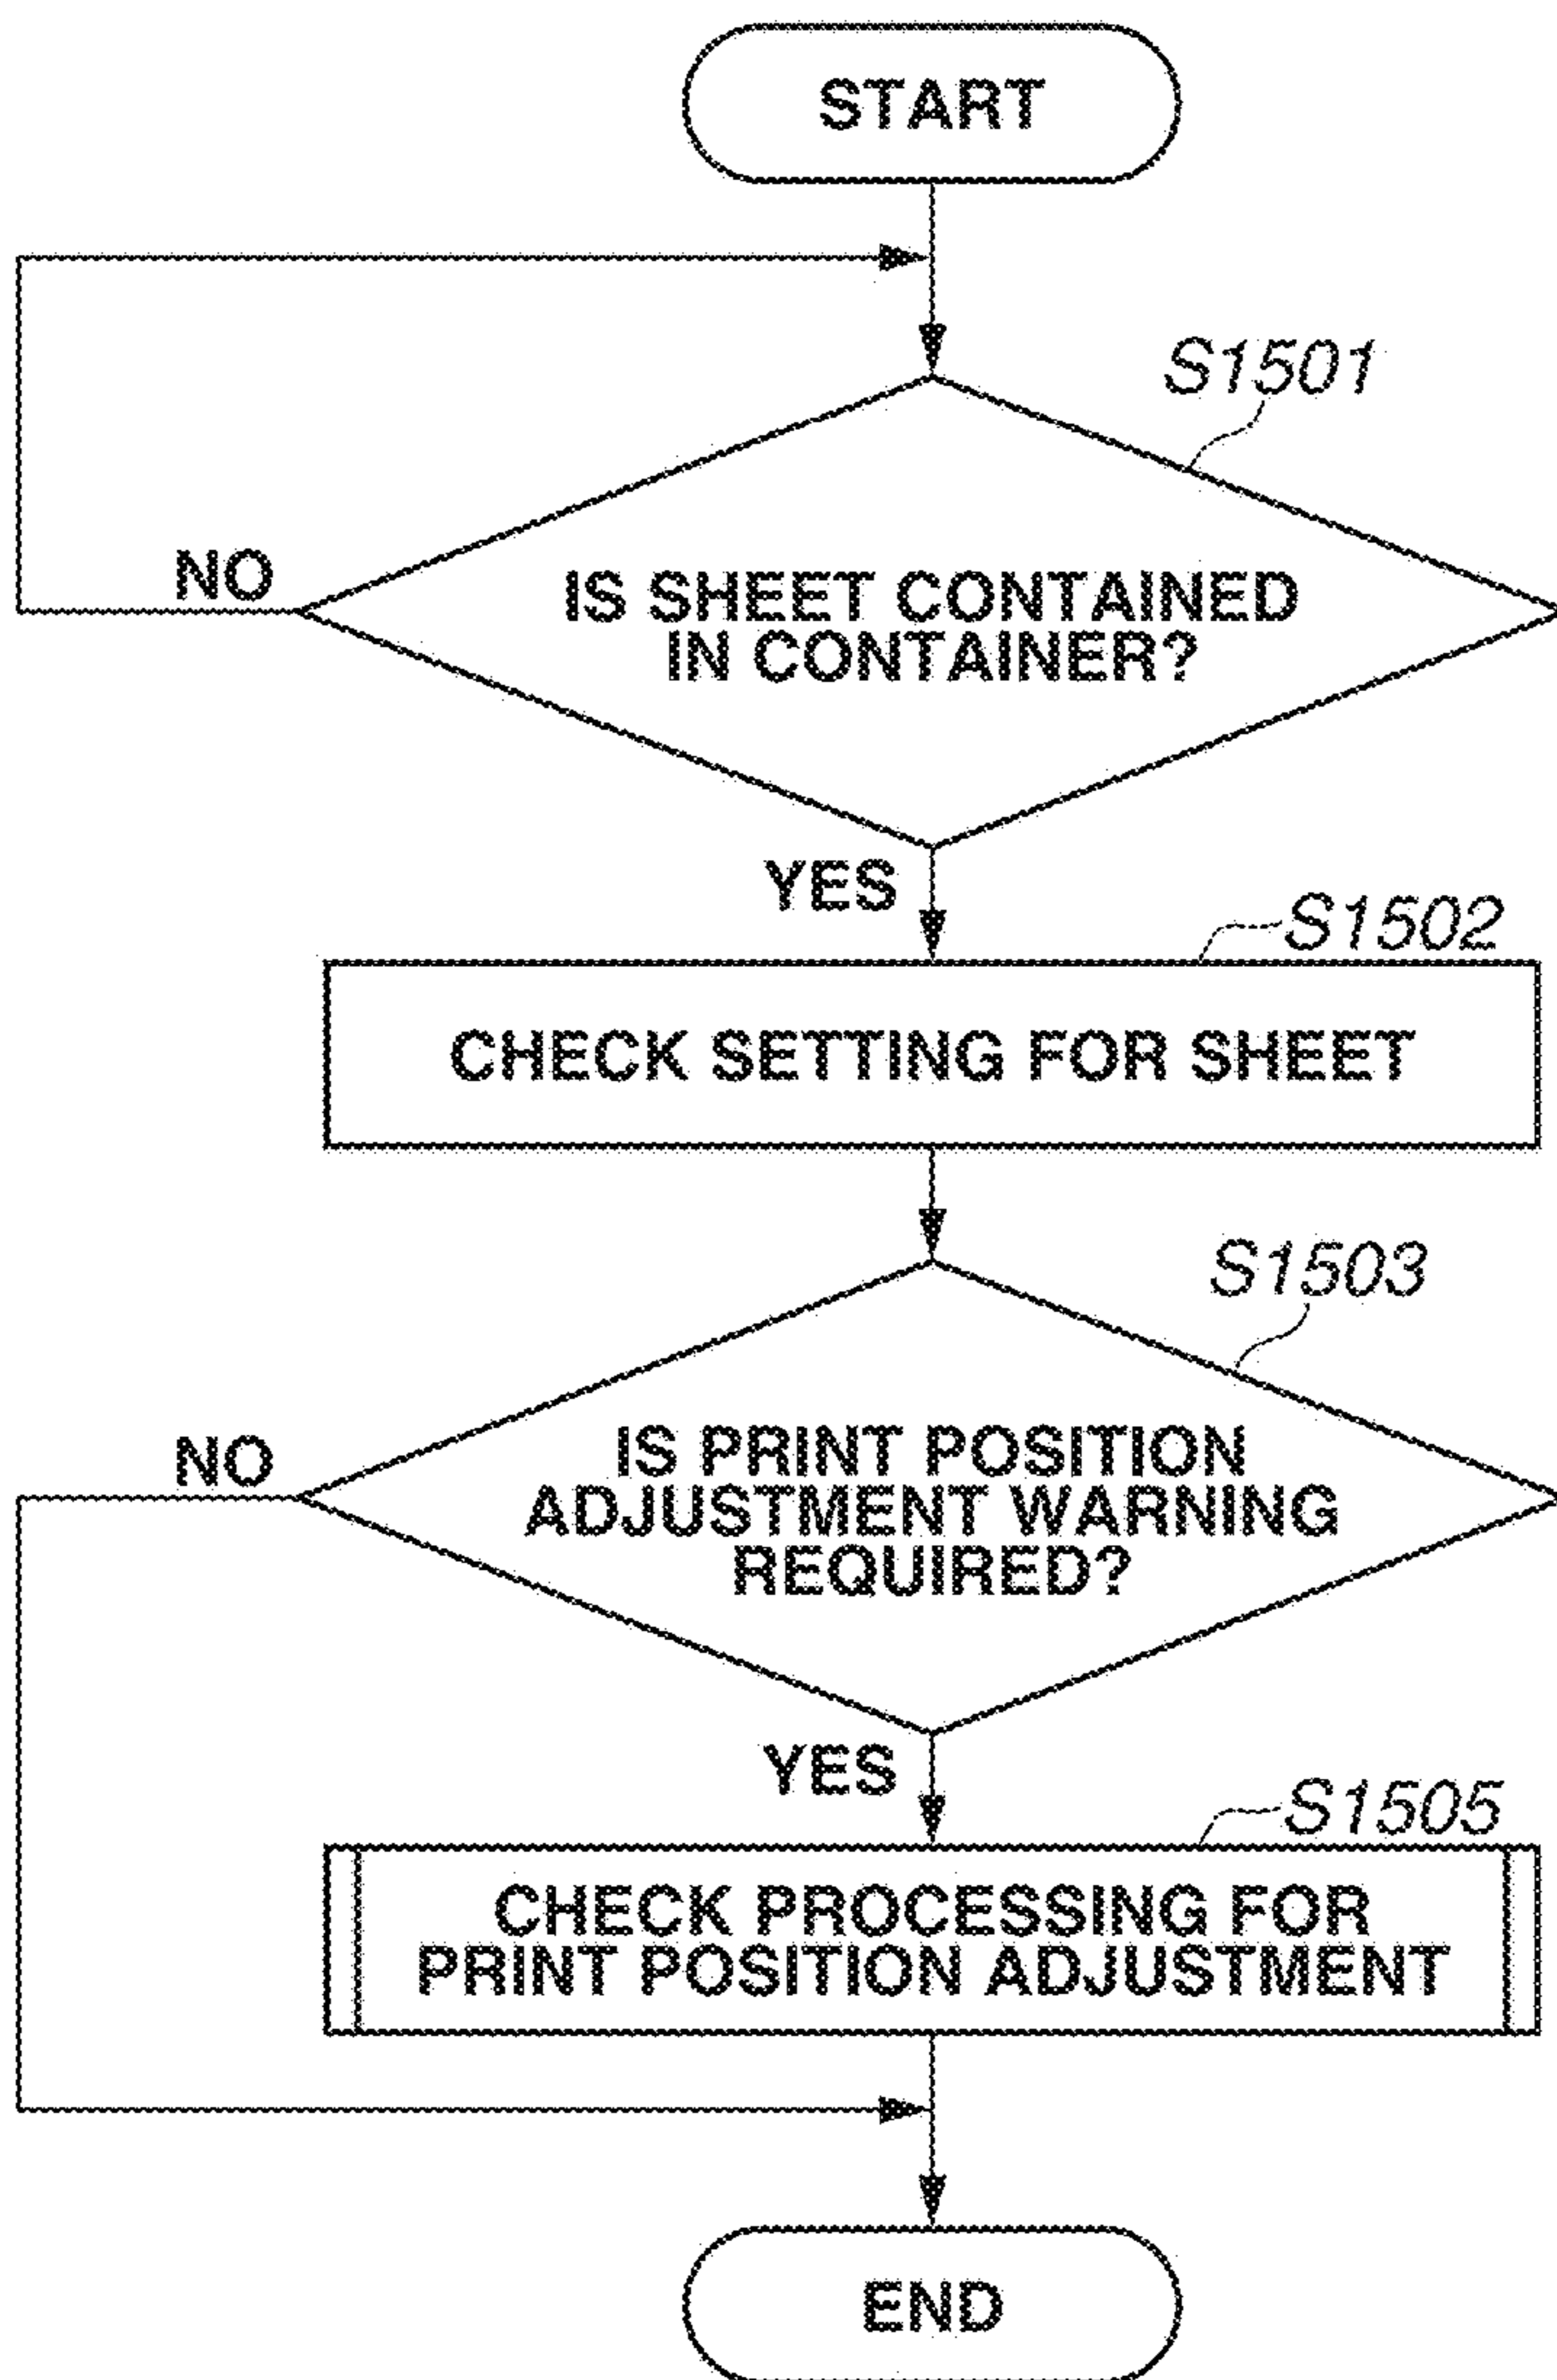 START
S1501
NO
IS SHEET CONTAINED
IN CONTAINER?
YES
S1502
CHECK SETTING FOR SHEET
S1503
NO
IS PRINT POSITION
ADJUSTMENT WARNING
REQUIRED?
YES
S1505
CHECK PROCESSING FOR
PRINT POSITION ADJUSTMENT
END